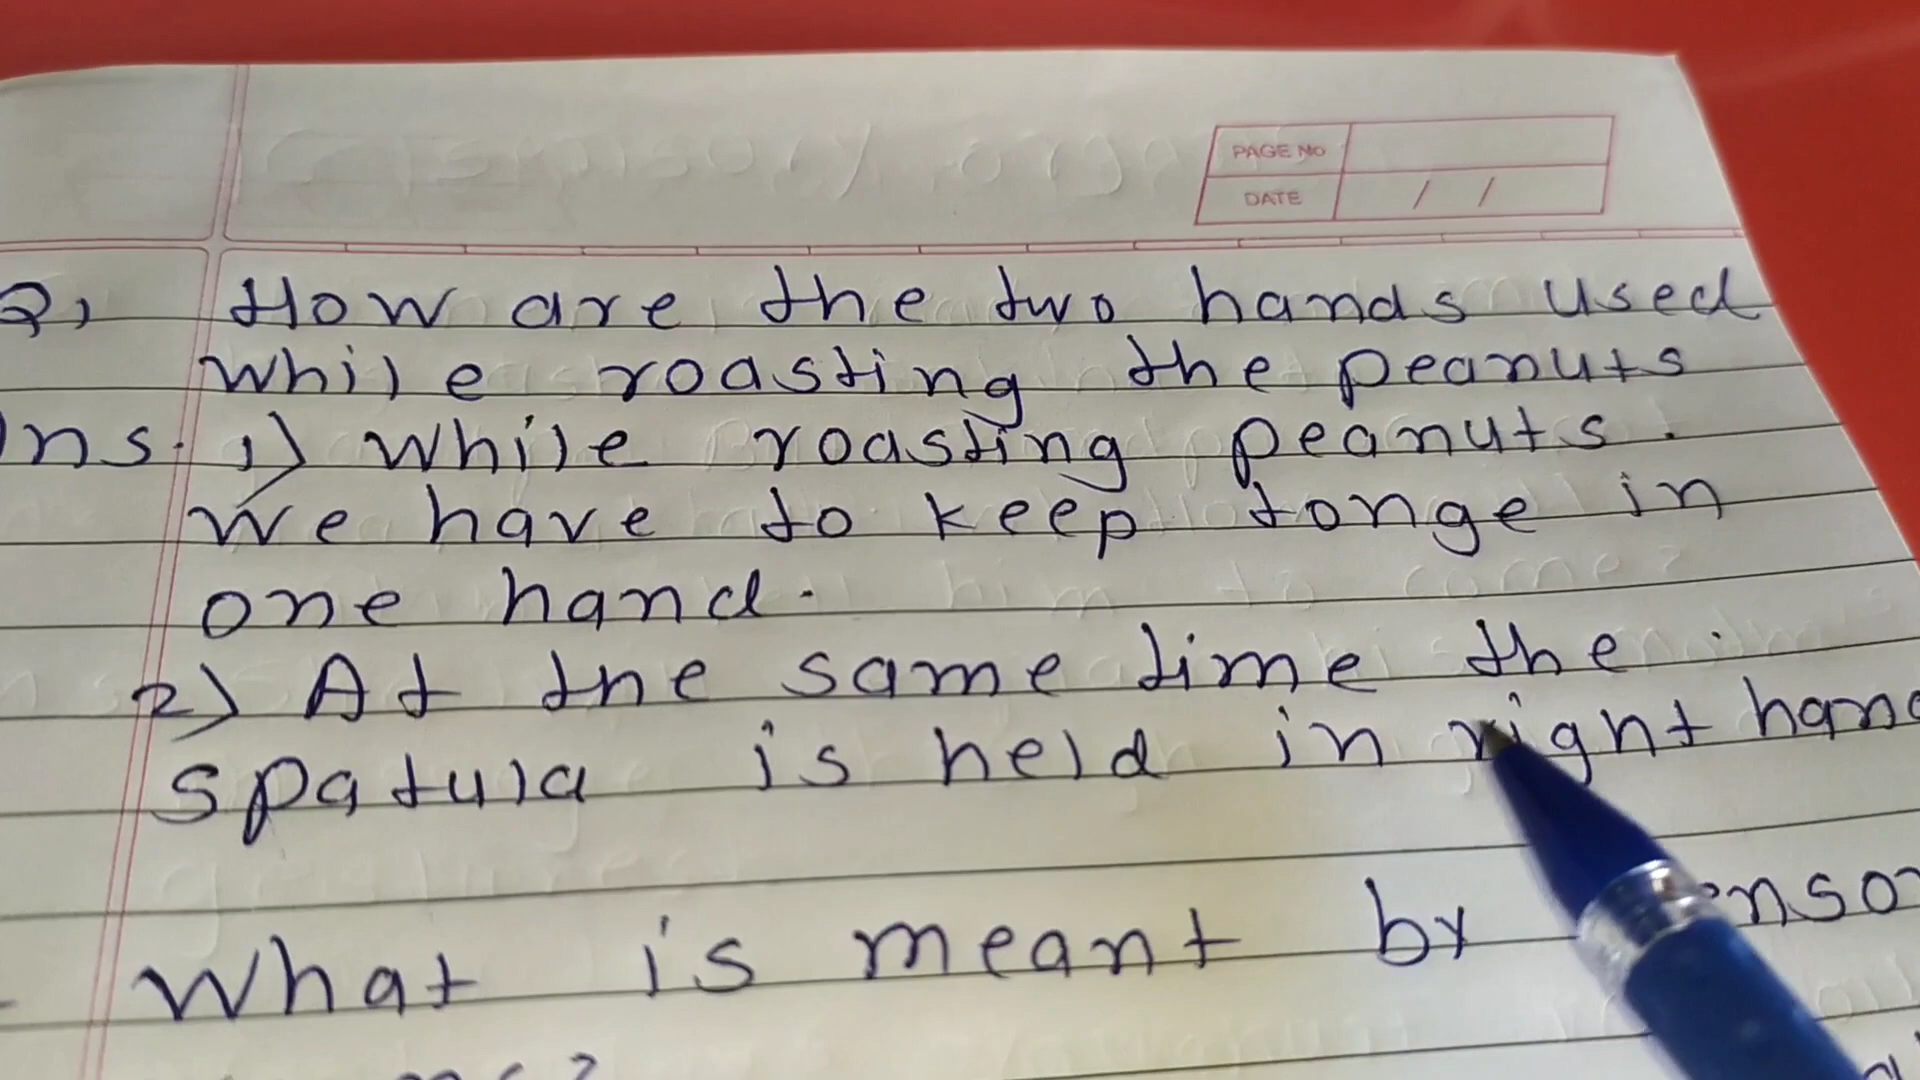 PAGE NO
DATE / /
Q, How are the two hands used
while roasting the peanuts
Ans. 1) While roasting peanuts.
We have to keep tonge in
one hand.
2) At the same time the
spatula is held in right hand
What is meant by